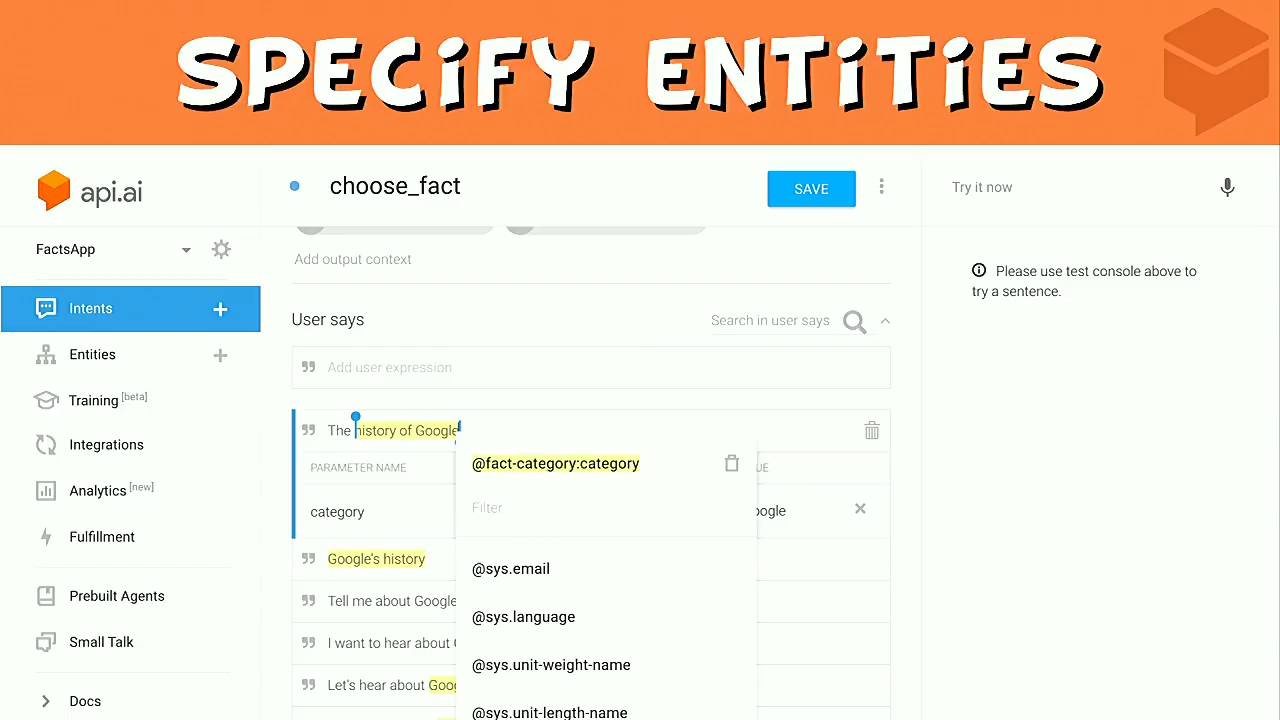 SPECIFY ENTITIES
api.ai
choose_fact
SAVE
Try it now
FactsApp
Add output context
Please use test console above to
try a sentence.
Intents
User says
Search in user says
Entities
Add user expression
Training [beta]
The history of Google
Integrations
@fact-category:category
PARAMETER NAME
Analytics [new]
Filter
category
Fulfillment
Google's history
@sys.email
Prebuilt Agents
Tell me about Google
@sys.language
Small Talk
I want to hear about
@sys.unit-weight-name
Let's hear about
Docs
@sys.unit-length-name